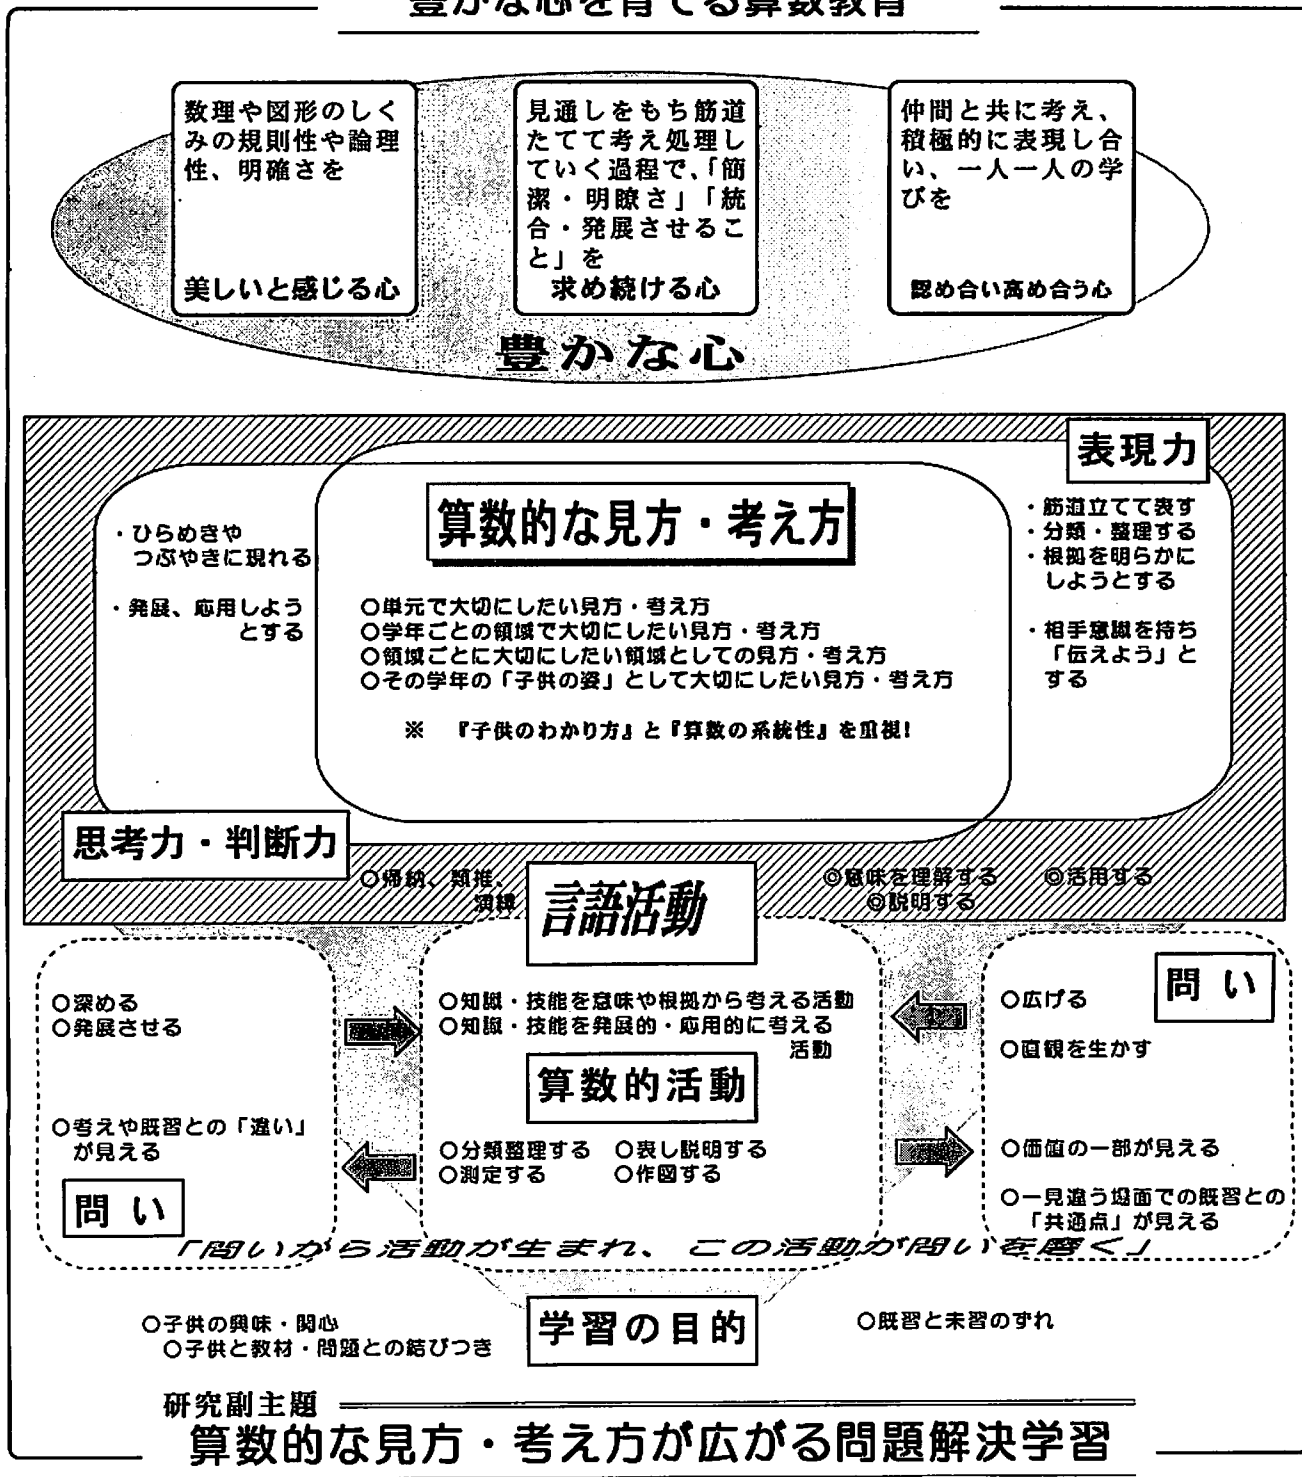 豊かな心を育てる算数教育
数理や図形のしく
みの規則性や論理
性、明確さを
美しいと感じる心
見通しをもち筋道
たてて考え処理し
ていく過程で、「簡
潔・明瞭さ」「統
合・発展させるこ
と」を
求め続ける心
仲間と共に考え、
積極的に表現し合
い、一人一人の学
びを
認め合い高め合う心
豊かな心
表現力
算数的な見方・考え方
・ひらめきや
つぶやきに現れる
・発展、応用しよう
とする
○単元で大切にしたい見方・考え方
○学年ごとの領域で大切にしたい見方・考え方
○領域ごとに大切にしたい領域としての見方・考え方
○その学年の「子供の姿」として大切にしたい見方・考え方
※ 『子供のわかり方』と『算数の系統性』を重視!
・筋道立てて表す
・分類・整理する
・根拠を明らかに
しようとする
・相手意識を持ち
「伝えよう」と
する
思考力・判断力
○帰納、類推、
演繹
言語活動
◎意味を理解する ◎活用する
◎説明する
○深める
○発展させる
○考えや既習との「違い」
が見える
問い
○知識・技能を意味や根拠から考える活動
○知識・技能を発展的・応用的に考える
活動
算数的活動
○分類整理する ○表し説明する
○測定する ○作図する
問い
○広げる
○直観を生かす
○価値の一部が見える
○一見違う場面での既習との
「共通点」が見える
「問いから活動が生まれ、この活動が問いを磨く」
○子供の興味・関心
○子供と教材・問題との結びつき
学習の目的
○既習と未習のずれ
研究副主題
算数的な見方・考え方が広がる問題解決学習